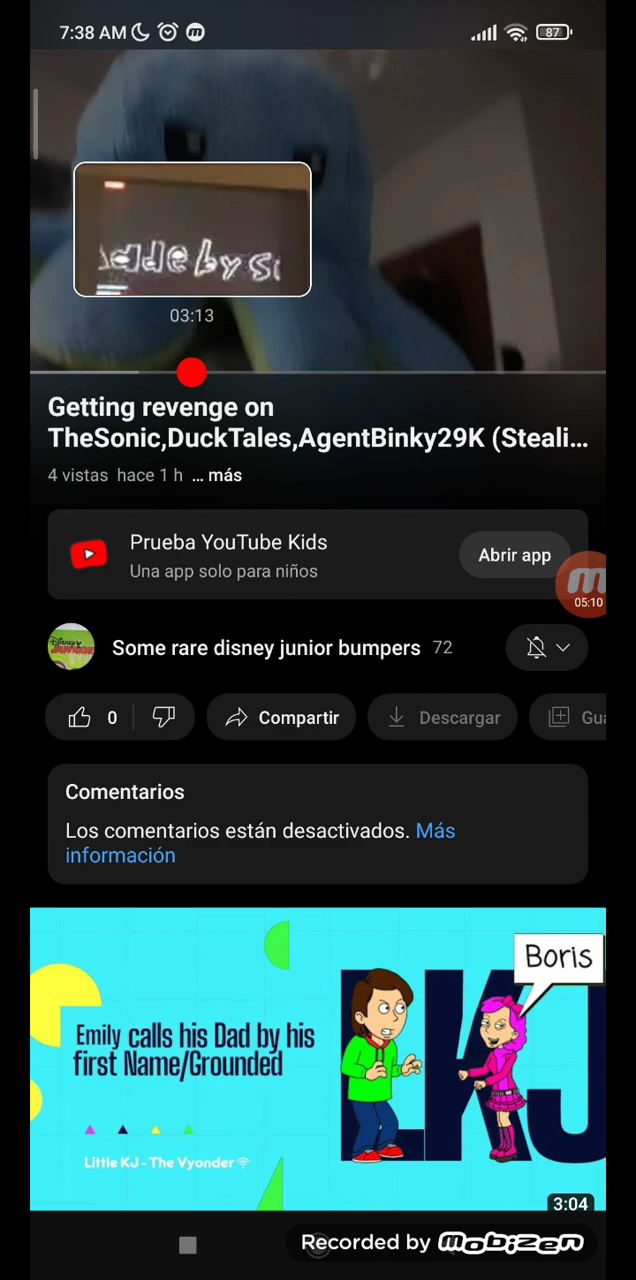 7:38 AM
87
03:13
Getting revenge on
TheSonic,DuckTales,AgentBinky29K (Steali...
4 vistas hace 1 h ... más
Prueba YouTube Kids
Una app solo para niños
Abrir app
05:10
Some rare disney junior bumpers 72
0
Compartir
Descargar
Gua
Comentarios
Los comentarios están desactivados. Más
información
Boris
Emily calls his Dad by his
first Name/Grounded
LKJ
Little KJ - The Vyonder
3:04
Recorded by mobizen